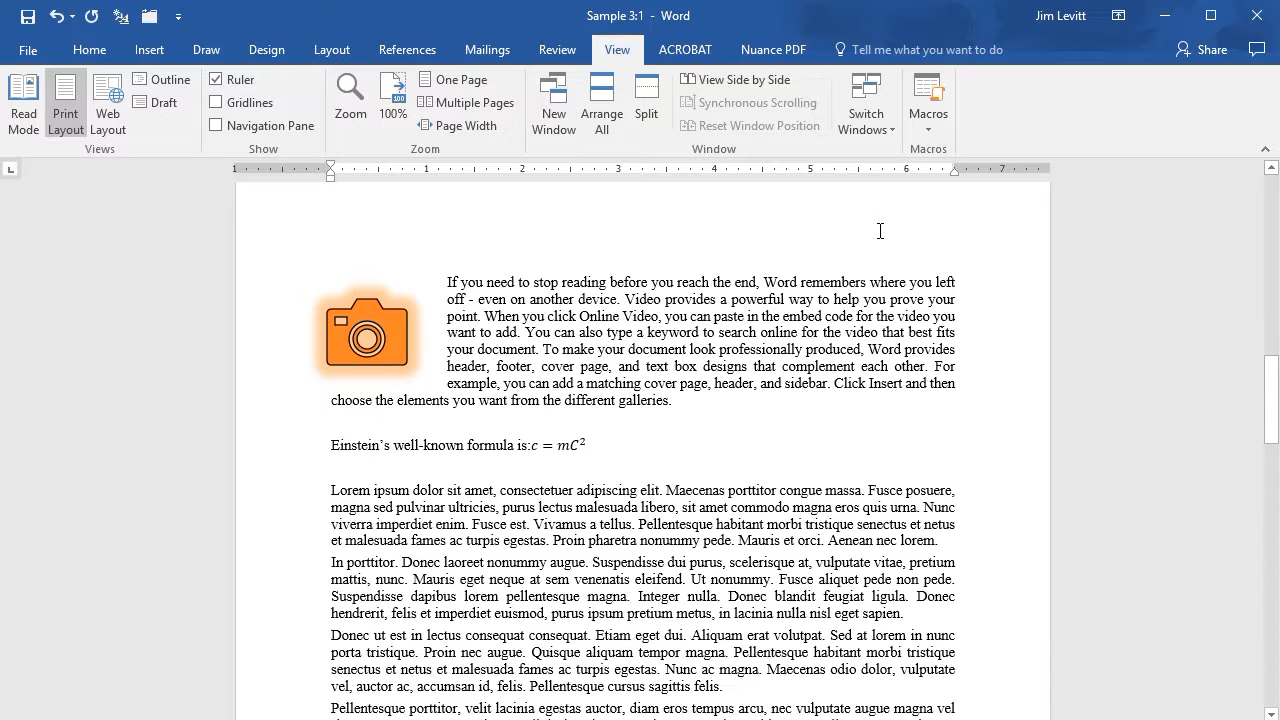 Sample 3:1 - Word
Jim Levitt
File Home Insert Draw Design Layout References Mailings Review View ACROBAT Nuance PDF Tell me what you want to do Share
Read Mode
Print Layout
Web Layout
Outline
Draft
Views
Ruler
Gridlines
Navigation Pane
Show
Zoom
100
100%
One Page
Multiple Pages
Page Width
Zoom
New Window
Arrange All
Split
View Side by Side
Synchronous Scrolling
Reset Window Position
Switch Windows
Window
Macros
Macros
1 1 2 3 4 5 6 7
If you need to stop reading before you reach the end, Word remembers where you left
off - even on another device. Video provides a powerful way to help you prove your
point. When you click Online Video, you can paste in the embed code for the video you
want to add. You can also type a keyword to search online for the video that best fits
your document. To make your document look professionally produced, Word provides
header, footer, cover page, and text box designs that complement each other. For
example, you can add a matching cover page, header, and sidebar. Click Insert and then
choose the elements you want from the different galleries.
Einstein’s well-known formula is:c = mC²
Lorem ipsum dolor sit amet, consectetuer adipiscing elit. Maecenas porttitor congue massa. Fusce posuere,
magna sed pulvinar ultricies, purus lectus malesuada libero, sit amet commodo magna eros quis urna. Nunc
viverra imperdiet enim. Fusce est. Vivamus a tellus. Pellentesque habitant morbi tristique senectus et netus
et malesuada fames ac turpis egestas. Proin pharetra nonummy pede. Mauris et orci. Aenean nec lorem.
In porttitor. Donec laoreet nonummy augue. Suspendisse dui purus, scelerisque at, vulputate vitae, pretium
mattis, nunc. Mauris eget neque at sem venenatis eleifend. Ut nonummy. Fusce aliquet pede non pede.
Suspendisse dapibus lorem pellentesque magna. Integer nulla. Donec blandit feugiat ligula. Donec
hendrerit, felis et imperdiet euismod, purus ipsum pretium metus, in lacinia nulla nisl eget sapien.
Donec ut est in lectus consequat consequat. Etiam eget dui. Aliquam erat volutpat. Sed at lorem in nunc
porta tristique. Proin nec augue. Quisque aliquam tempor magna. Pellentesque habitant morbi tristique
senectus et netus et malesuada fames ac turpis egestas. Nunc ac magna. Maecenas odio dolor, vulputate
vel, auctor ac, accumsan id, felis. Pellentesque cursus sagittis felis.
Pellentesque porttitor, velit lacinia egestas auctor, diam eros tempus arcu, nec vulputate augue magna vel